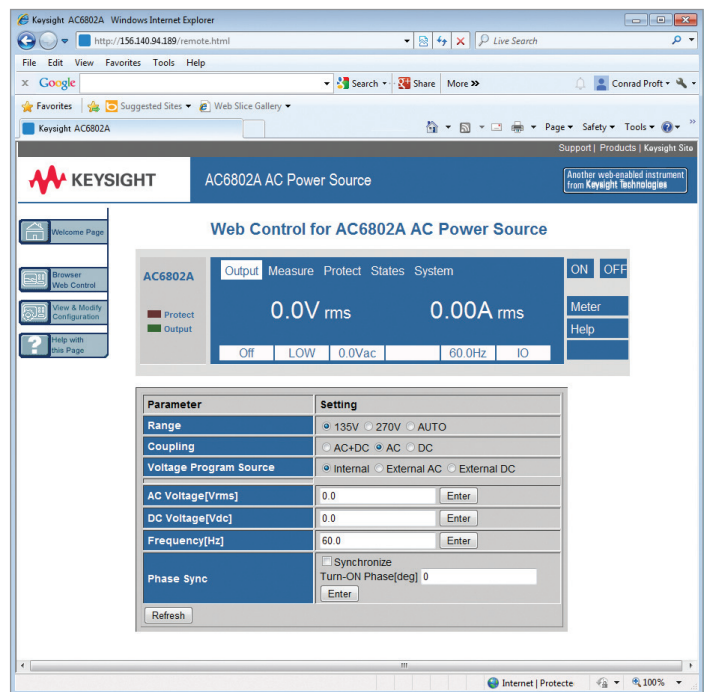 Keysight AC6802A Windows Internet Explorer
http://156.140.94.189/remote.html
Live Search
File Edit View Favorites Tools Help
x Google Search Share More >> Conrad Proft
Favorites Suggested Sites Web Slice Gallery
Keysight AC6802A Page Safety Tools
Support | Products | Keysight Site
KEYSIGHT AC6802A AC Power Source
Another web-enabled instrument
from Keysight Technologies
Welcome Page
Web Control for AC6802A AC Power Source
Browser
Web Control
View & Modify
Configuration
Help with
this Page
AC6802A
Protect
Output
Output Measure Protect States System
0.0V rms 0.00A rms
Off LOW 0.0Vac 60.0Hz IO
ON OFF
Meter
Help
Parameter Setting
Range 135V 270V AUTO
Coupling AC+DC AC DC
Voltage Program Source Internal External AC External DC
AC Voltage[Vrms] 0.0 Enter
DC Voltage[Vdc] 0.0 Enter
Frequency[Hz] 60.0 Enter
Phase Sync
Synchronize
Turn-ON Phase[deg] 0
Enter
Refresh
Internet | Protecte 100%